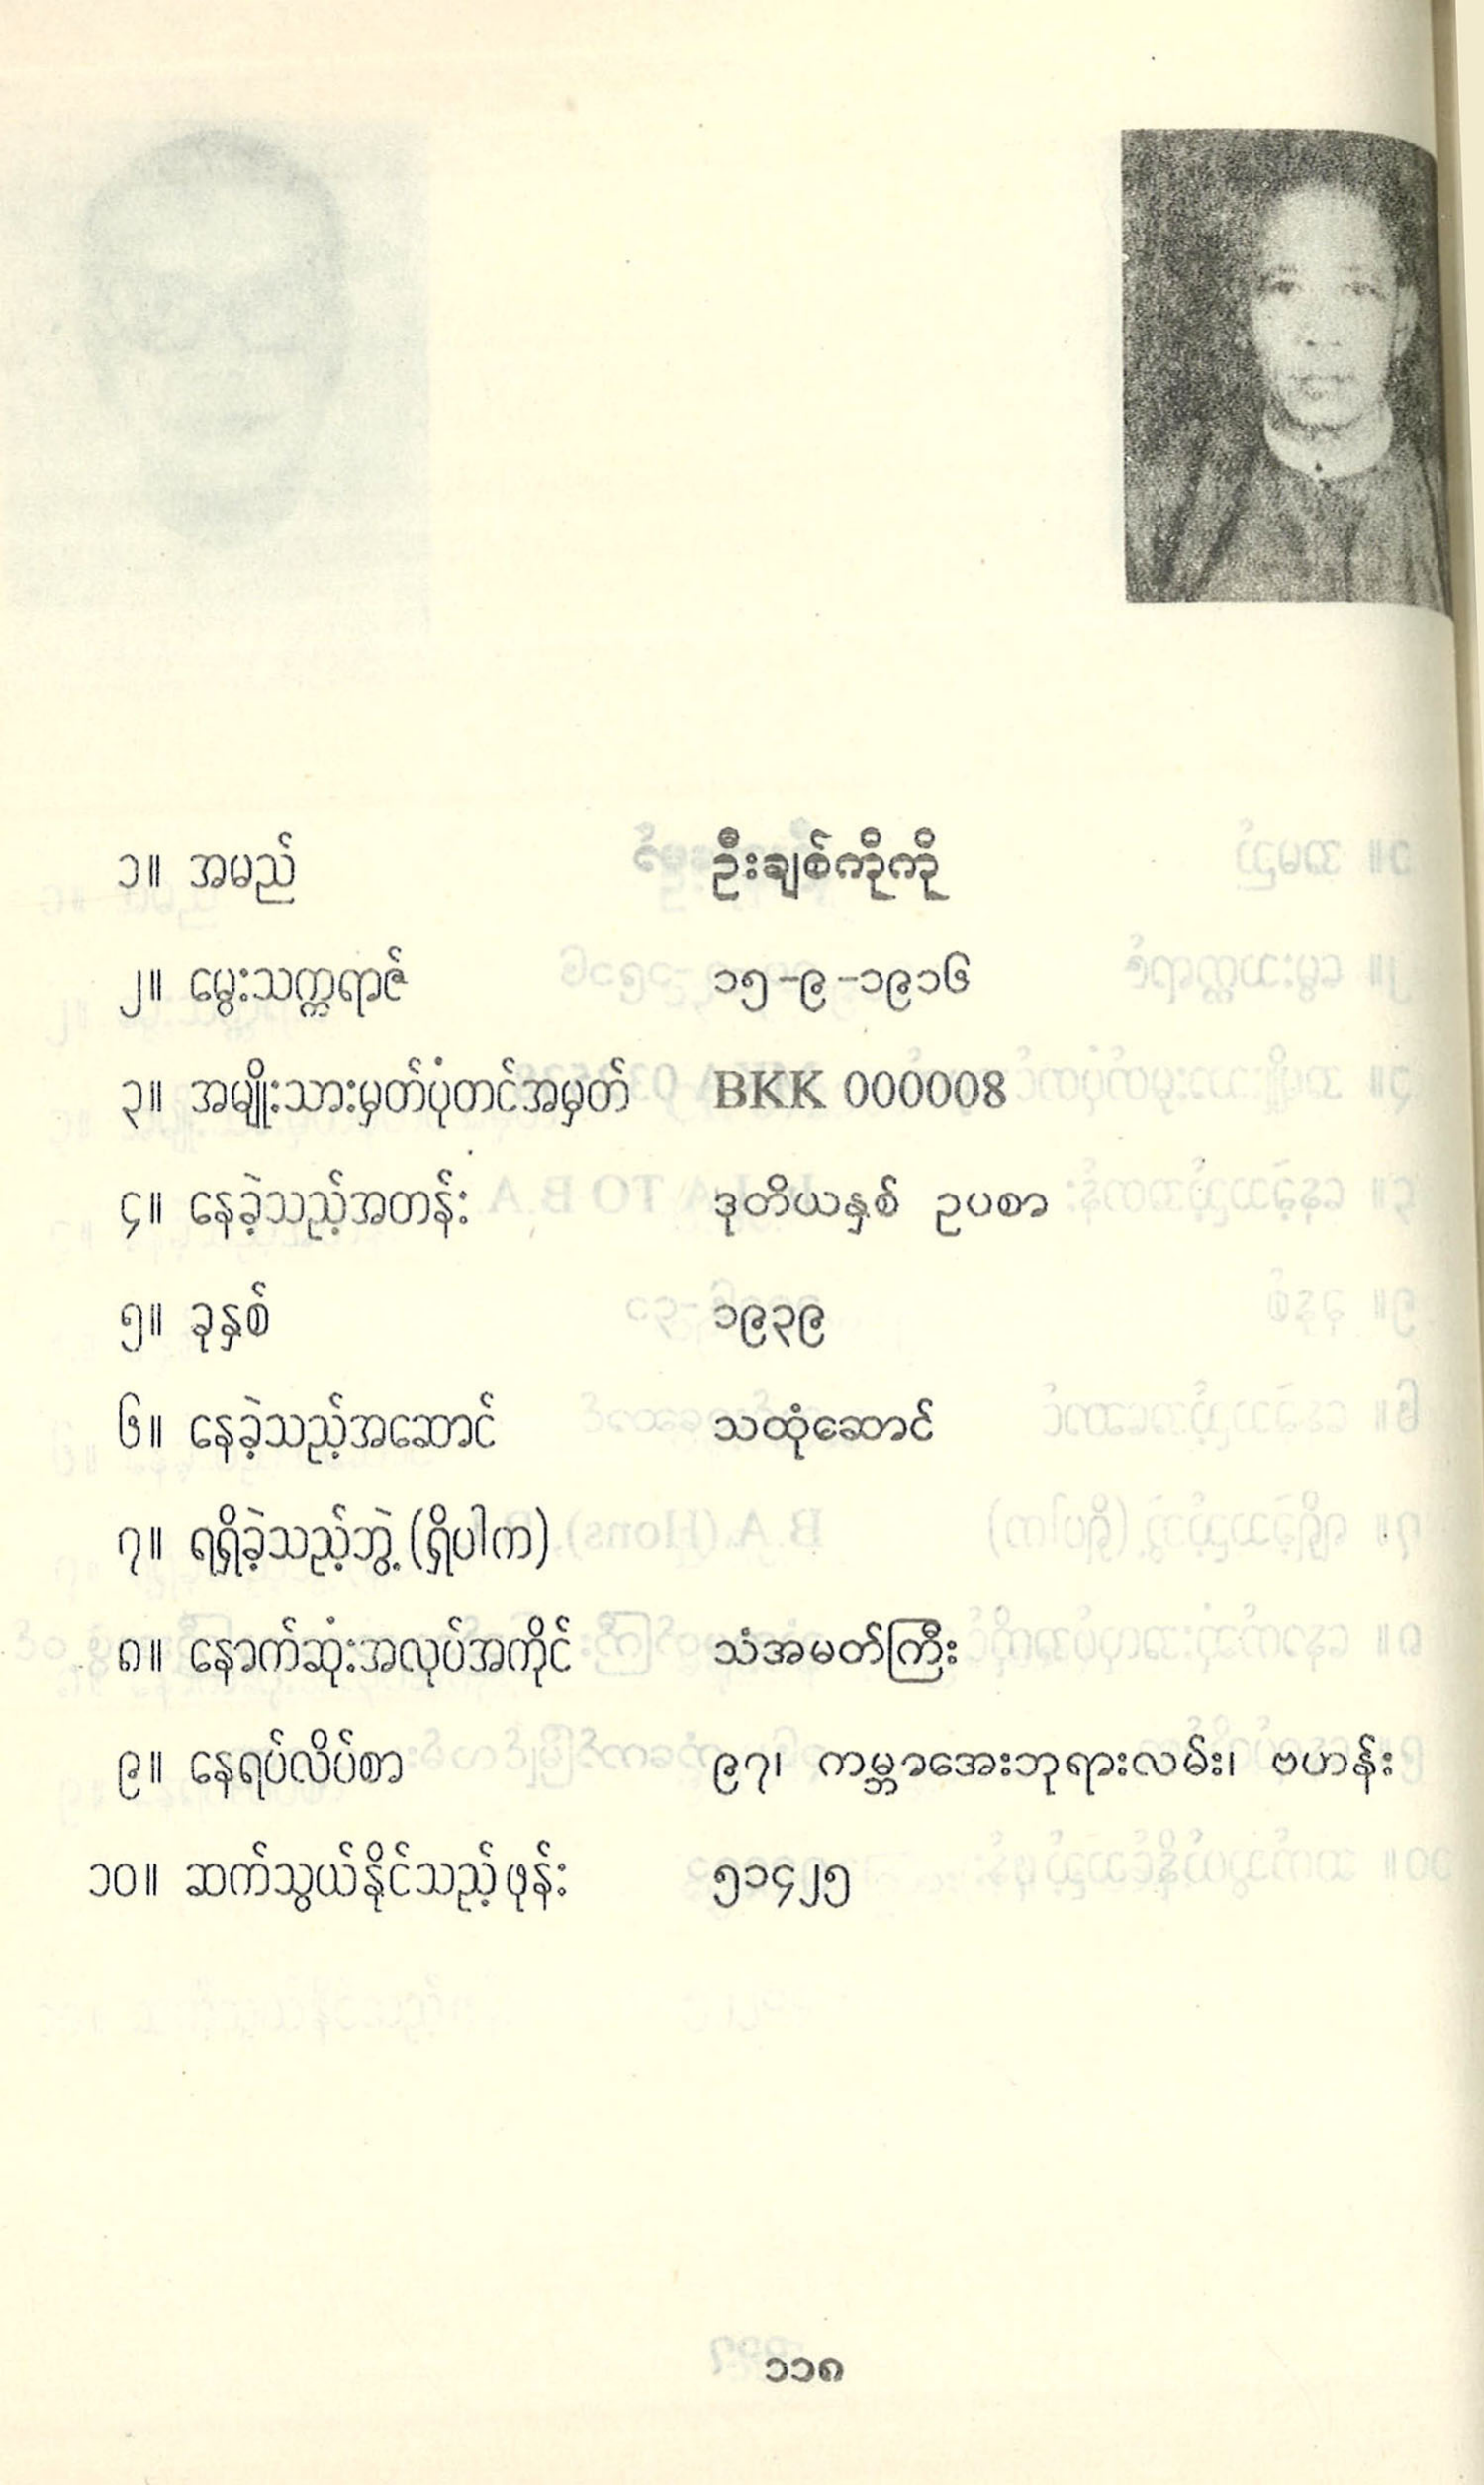 ၁။ အမည် ဦးချစ်ကိုကို
၂။ မွေးသက္ကရာဇ် ၁၅-၉-၁၉၁၆
၃။ အမျိုးသားမှတ်ပုံတင်အမှတ် BKK 000008
၄။ နေခဲ့သည့်အတန်း ဒုတိယနှစ် ဥပစာ
၅။ ခုနှစ် ၁၉၃၉
၆။ နေခဲ့သည့်အဆောင် သထုံဆောင်
၇။ ရရှိခဲ့သည့်ဘွဲ့ (ရှိပါက)
၈။ နောက်ဆုံးအလုပ်အကိုင် သံအမတ်ကြီး
၉။ နေရပ်လိပ်စာ ၉၇၊ ကမ္ဘာအေးဘုရားလမ်း၊ ဗဟန်း
၁၀။ ဆက်သွယ်နိုင်သည့်ဖုန်း ၅၁၄၂၅
၁၁၈